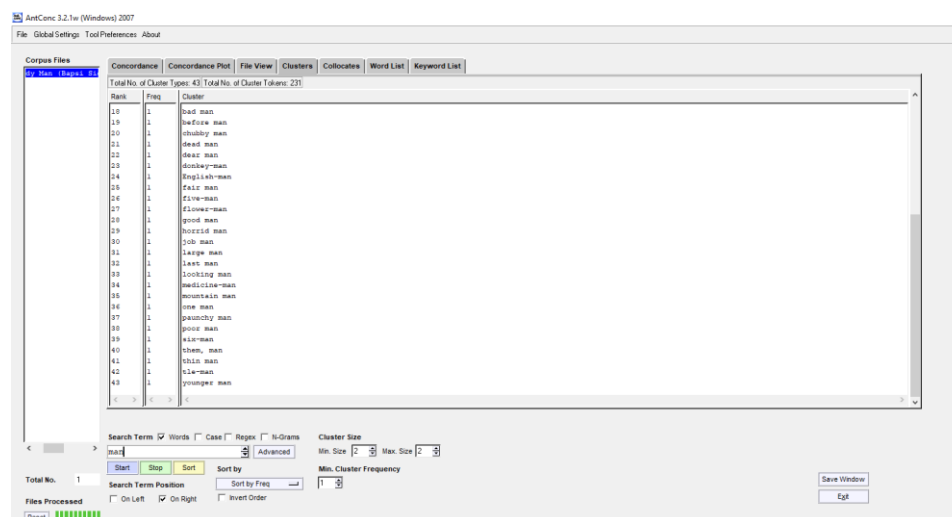 AntConc 3.2.1w (Windows) 2007
File Global Settings Tool Preferences About
Corpus Files
Concordance Concordance Plot File View Clusters Collocates Word List Keyword List
dy Man (Bapsi Si
Total No. of Cluster Types: 43 Total No. of Cluster Tokens: 231
Rank Freq Cluster
18 1 bad man
19 1 before man
20 1 chubby man
21 1 dead man
22 1 dear man
23 1 donkey-man
24 1 English-man
25 1 fair man
26 1 five-man
27 1 flower-man
28 1 good man
29 1 horrid man
30 1 job man
31 1 large man
32 1 last man
33 1 looking man
34 1 medicine-man
35 1 mountain man
36 1 one man
37 1 paunchy man
38 1 poor man
39 1 six-man
40 1 them, man
41 1 thin man
42 1 tle-man
43 1 younger man
Search Term Words Case Regex N-Grams Cluster Size
man Advanced Min. Size 2 Max. Size 2
Start Stop Sort Sort by Min. Cluster Frequency
Total No. 1 Search Term Position Sort by Freq 1 Save Window
Files Processed On Left On Right Invert Order Exit
Reset